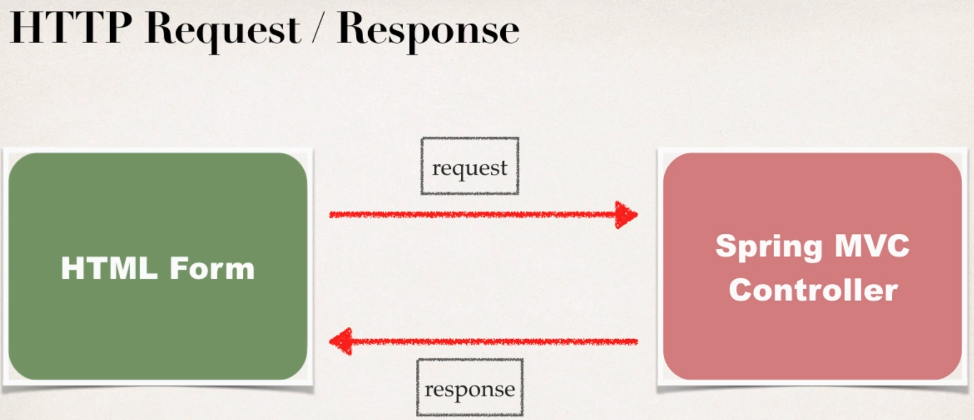 HTTP Request / Response
request
HTML Form
Spring MVC
Controller
response